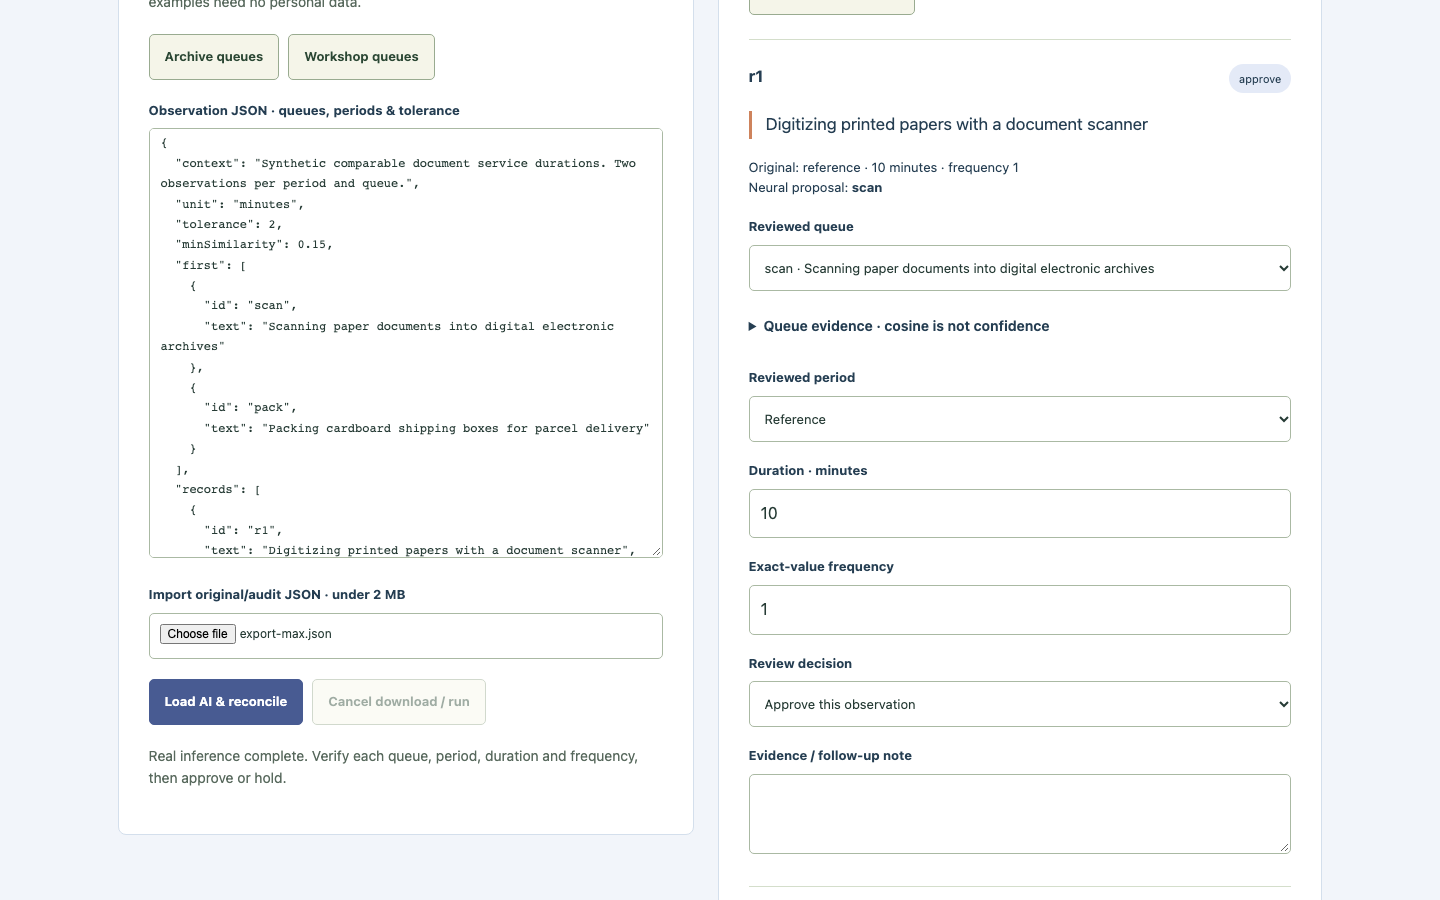 examples need no personal data.
Archive queues
Workshop queues
Observation JSON · queues, periods & tolerance
{
"context": "Synthetic comparable document service durations. Two
observations per period and queue.",
"unit": "minutes",
"tolerance": 2,
"minSimilarity": 0.15,
"first": [
{
"id": "scan",
"text": "Scanning paper documents into digital electronic
archives"
},
{
"id": "pack",
"text": "Packing cardboard shipping boxes for parcel delivery"
}
],
"records": [
{
"id": "r1",
"text": "Digitizing printed papers with a document scanner",
Import original/audit JSON · under 2 MB
Choose file export-max.json
Load AI & reconcile
Cancel download / run
Real inference complete. Verify each queue, period, duration and frequency,
then approve or hold.
r1
approve
Digitizing printed papers with a document scanner
Original: reference · 10 minutes · frequency 1
Neural proposal: scan
Reviewed queue
scan · Scanning paper documents into digital electronic archives
Queue evidence · cosine is not confidence
Reviewed period
Reference
Duration · minutes
10
Exact-value frequency
1
Review decision
Approve this observation
Evidence / follow-up note